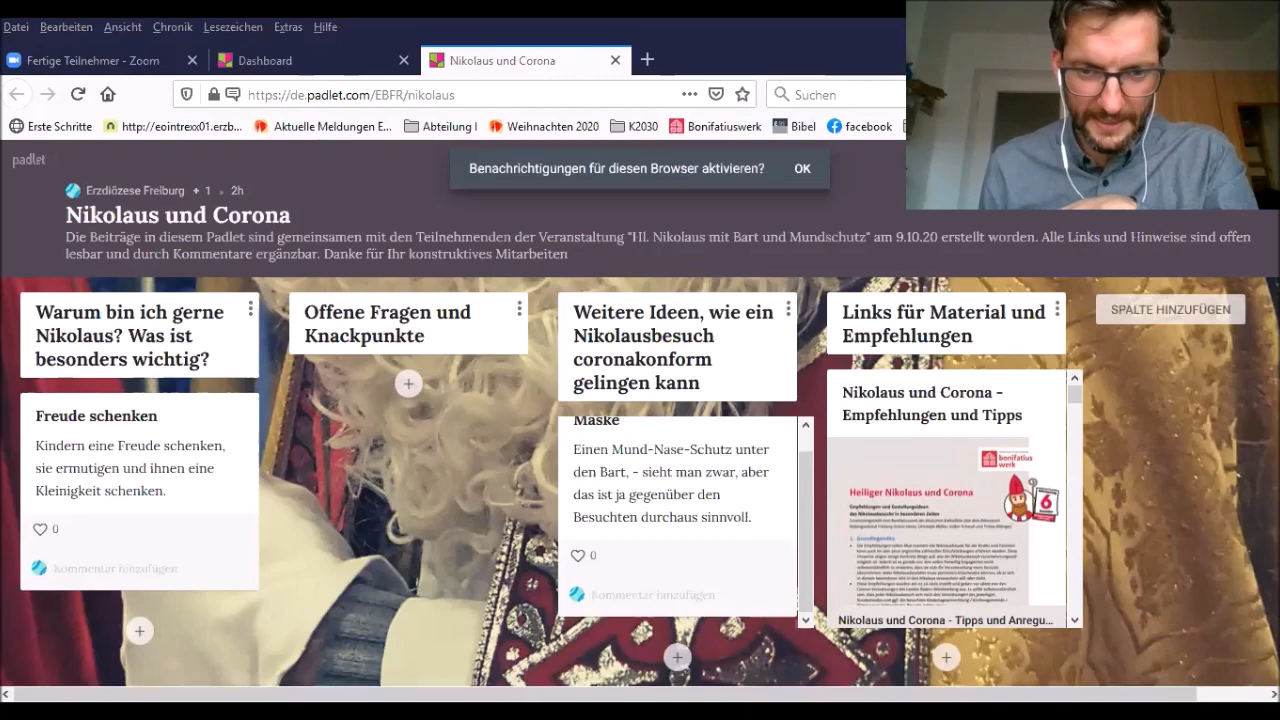 Datei Bearbeiten Ansicht Chronik Lesezeichen Extras Hilfe
Fertige Teilnehmer - Zoom
Dashboard
Nikolaus und Corona
https://de.padlet.com/EBFR/nikolaus
Suchen
Erste Schritte http://eointrexx01.erzb... Aktuelle Meldungen E... Abteilung I Weihnachten 2020 K2030 Bonifatiuswerk Bibel facebook
padlet
Benachrichtigungen für diesen Browser aktivieren? OK
Erzdiözese Freiburg + 1 2h
Nikolaus und Corona
Die Beiträge in diesem Padlet sind gemeinsamen mit den Teilnehmenden der Veranstaltung "Hl. Nikolaus mit Bart und Mundschutz" am 9.10.20 erstellt worden. Alle Links und Hinweise sind offen
lesbar und durch Kommentare ergänzbar. Danke für Ihr konstruktives Mitarbeiten
Warum bin ich gerne
Nikolaus? Was ist
besonders wichtig?
Freude schenken
Kindern eine Freude schenken,
sie ermutigen und ihnen eine
Kleinigkeit schenken.
0
Kommentar hinzufügen
Offene Fragen und
Knackpunkte
Weitere Ideen, wie ein
Nikolausbesuch
coronakonform
gelingen kann
Maske
Einen Mund-Nase-Schutz unter
den Bart, - sieht man zwar, aber
das ist ja gegenüber den
Besuchten durchaus sinnvoll.
0
Kommentar hinzufügen
Links für Material und
Empfehlungen
Nikolaus und Corona -
Empfehlungen und Tipps
bonifatius
werk
Heiliger Nikolaus und Corona
6
Nikolaus und Corona - Tipps und Anregu...
SPALTE HINZUFÜGEN